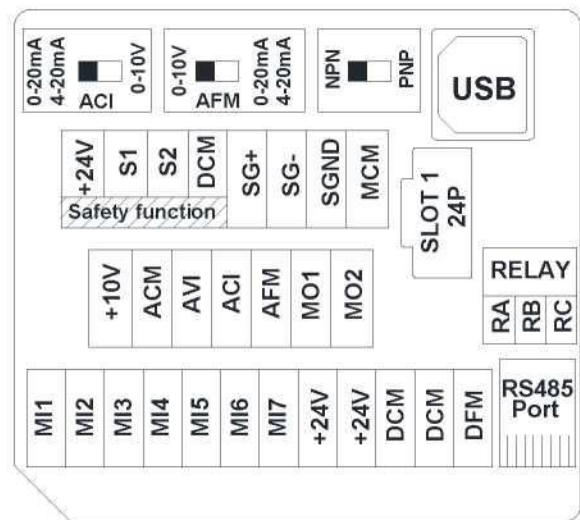 0-20mA
4-20mA
ACI
0-10V
0-10V
AFM
0-20mA
4-20mA
NPN
PNP
USB
+24V
S1
S2
DCM
SG+
SG-
SGND
MCM
Safety function
SLOT 1
24P
+10V
ACM
AVI
ACI
AFM
MO1
MO2
RELAY
RA
RB
RC
MI1
MI2
MI3
MI4
MI5
MI6
MI7
+24V
+24V
DCM
DCM
DFM
RS485
Port